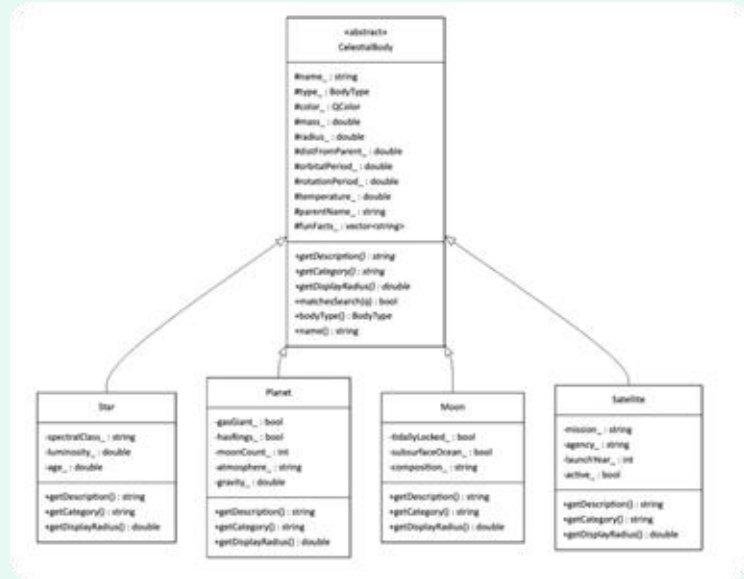 «abstract»
CelestialBody
#name_ : string
#type_ : BodyType
#color_ : QColor
#mass_ : double
#radius_ : double
#distFromParent_ : double
#orbitalPeriod_ : double
#rotationPeriod_ : double
#temperature_ : double
#parentName_ : string
#funFacts_ : vector<string>
+getDescription() : string
+getCategory() : string
+getDisplayRadius() : double
+matchesSearch(q) : bool
+bodyType() : BodyType
+name() : string
Star
-spectralClass_ : string
-luminosity_ : double
-age_ : double
+getDescription() : string
+getCategory() : string
+getDisplayRadius() : double
Planet
-gasGiant_ : bool
-hasRings_ : bool
-moonCount_ : int
-atmosphere_ : string
-gravity_ : double
+getDescription() : string
+getCategory() : string
+getDisplayRadius() : double
Moon
-tidallyLocked_ : bool
-subsurfaceOcean_ : bool
-composition_ : string
+getDescription() : string
+getCategory() : string
+getDisplayRadius() : double
Satellite
-mission_ : string
-agency_ : string
-launchYear_ : int
-active_ : bool
+getDescription() : string
+getCategory() : string
+getDisplayRadius() : double